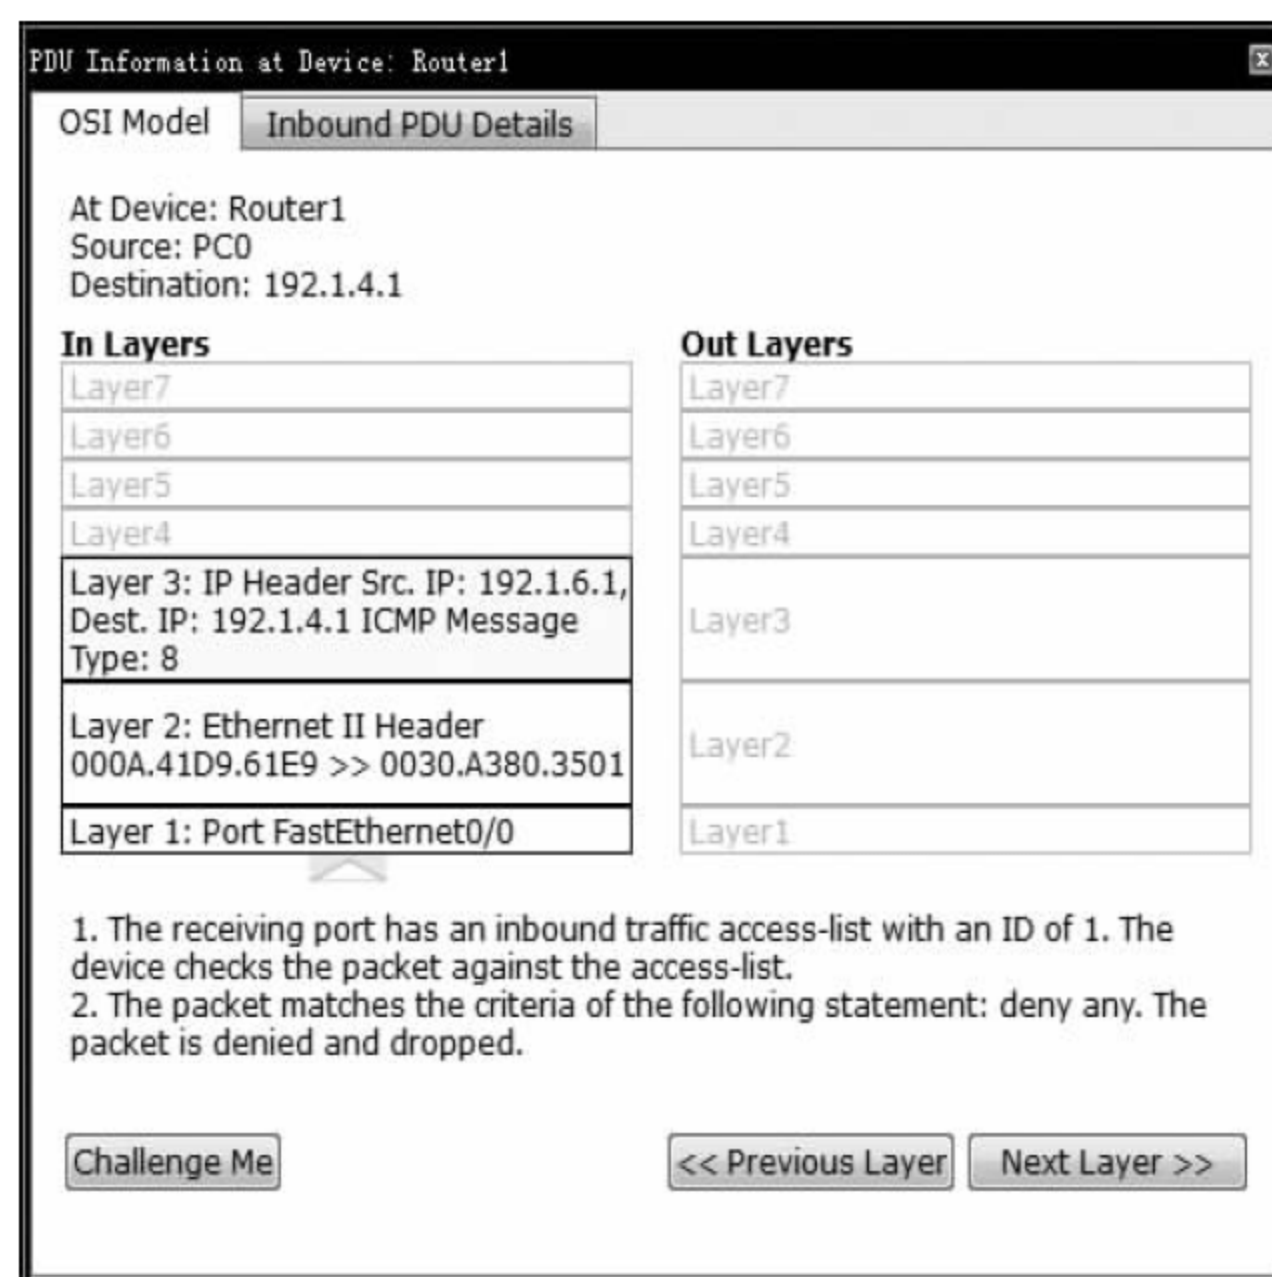 PDU Information at Device: Router1
OSI Model
Inbound PDU Details
At Device: Router1
Source: PC0
Destination: 192.1.4.1
In Layers
Layer7
Layer6
Layer5
Layer4
Layer 3: IP Header Src. IP: 192.1.6.1,
Dest. IP: 192.1.4.1 ICMP Message
Type: 8
Layer 2: Ethernet II Header
000A.41D9.61E9 >> 0030.A380.3501
Layer 1: Port FastEthernet0/0
Out Layers
Layer7
Layer6
Layer5
Layer4
Layer3
Layer2
Layer1
1. The receiving port has an inbound traffic access-list with an ID of 1. The
device checks the packet against the access-list.
2. The packet matches the criteria of the following statement: deny any. The
packet is denied and dropped.
Challenge Me
<< Previous Layer
Next Layer >>